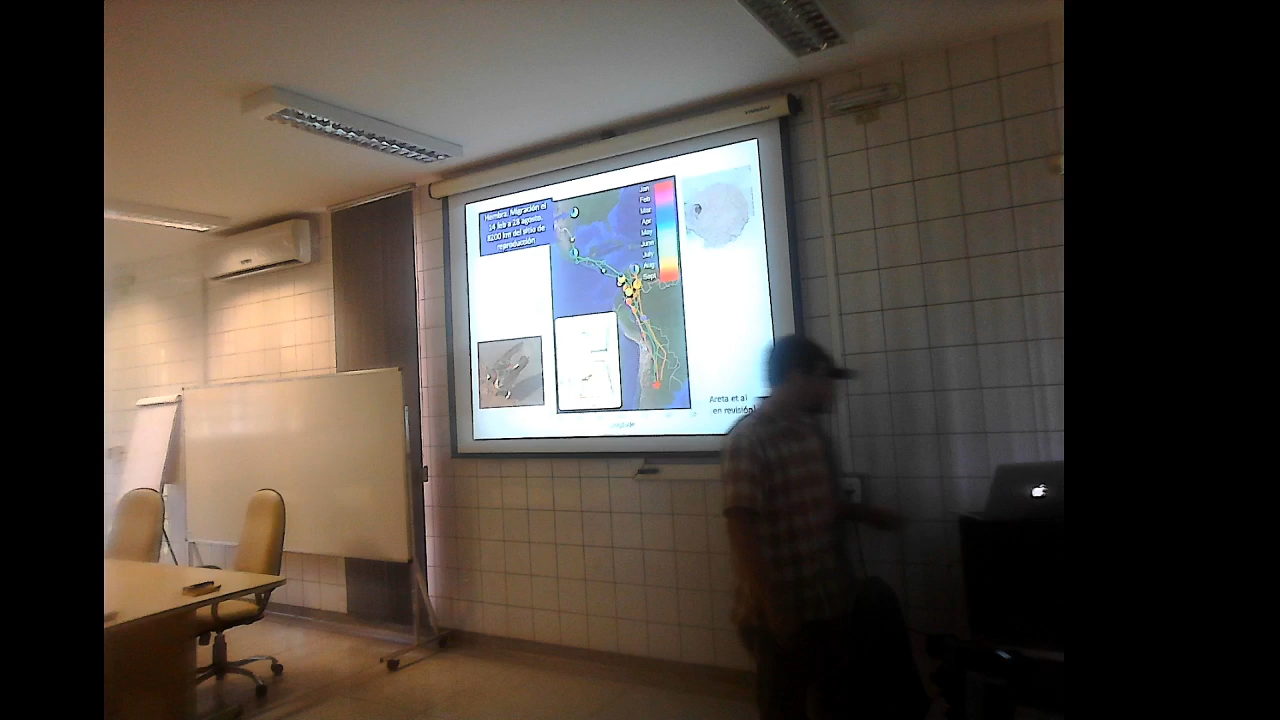 Hembra: Migración el
14 feb a 28 agosto.
8200 km del sitio de
reproducción
Jan
Feb
Mar
Apr
May
Junn
July
Aug
Sept
Areta et al
en revisión